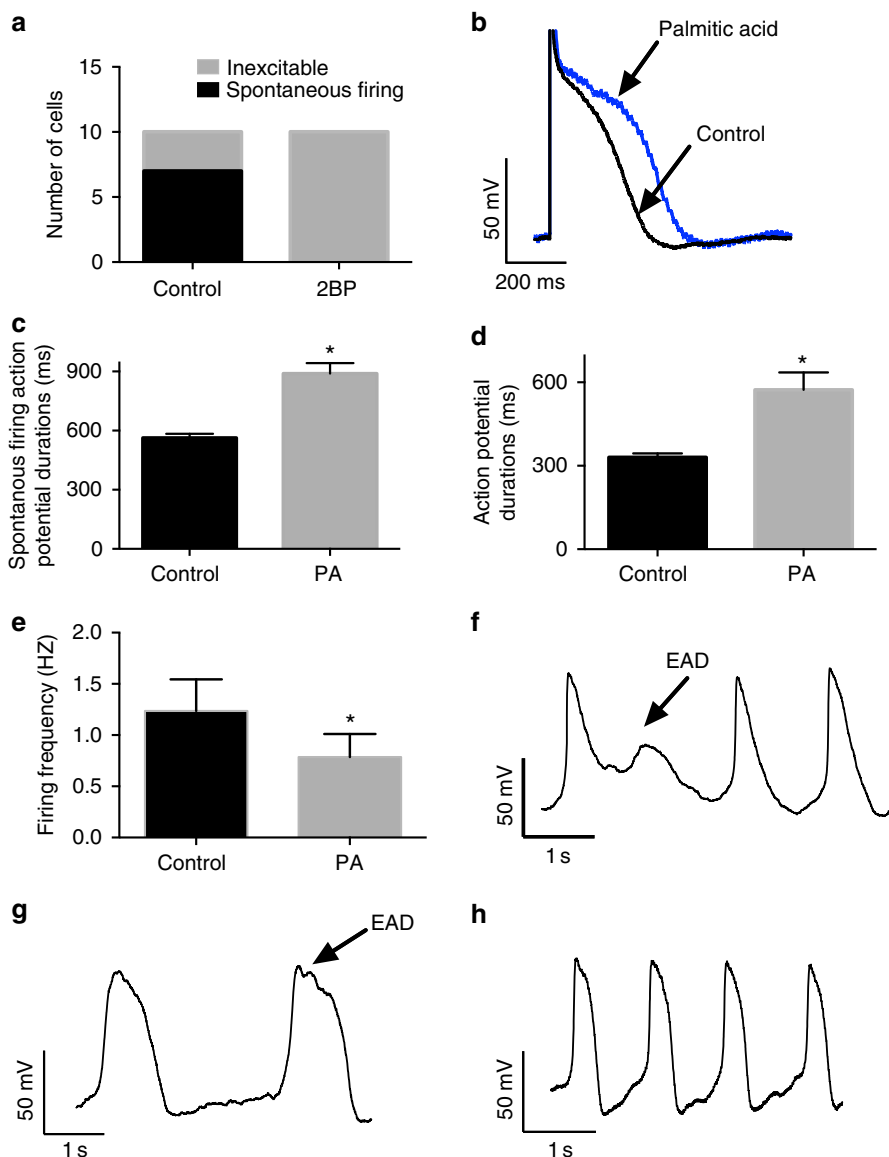 a
Number of cells
15
10
5
0
Inexcitable
Spontaneous firing
Control
2BP
b
Palmitic acid
Control
50 mV
200 ms
c
Spontanous firing action
potential durations (ms)
900
600
300
0
*
Control
PA
d
Action potential
durations (ms)
600
300
0
*
Control
PA
e
Firing frequency (HZ)
2.0
1.5
1.0
0.5
0.0
*
Control
PA
f
EAD
50 mV
1 s
g
EAD
50 mV
1 s
h
50 mV
1 s